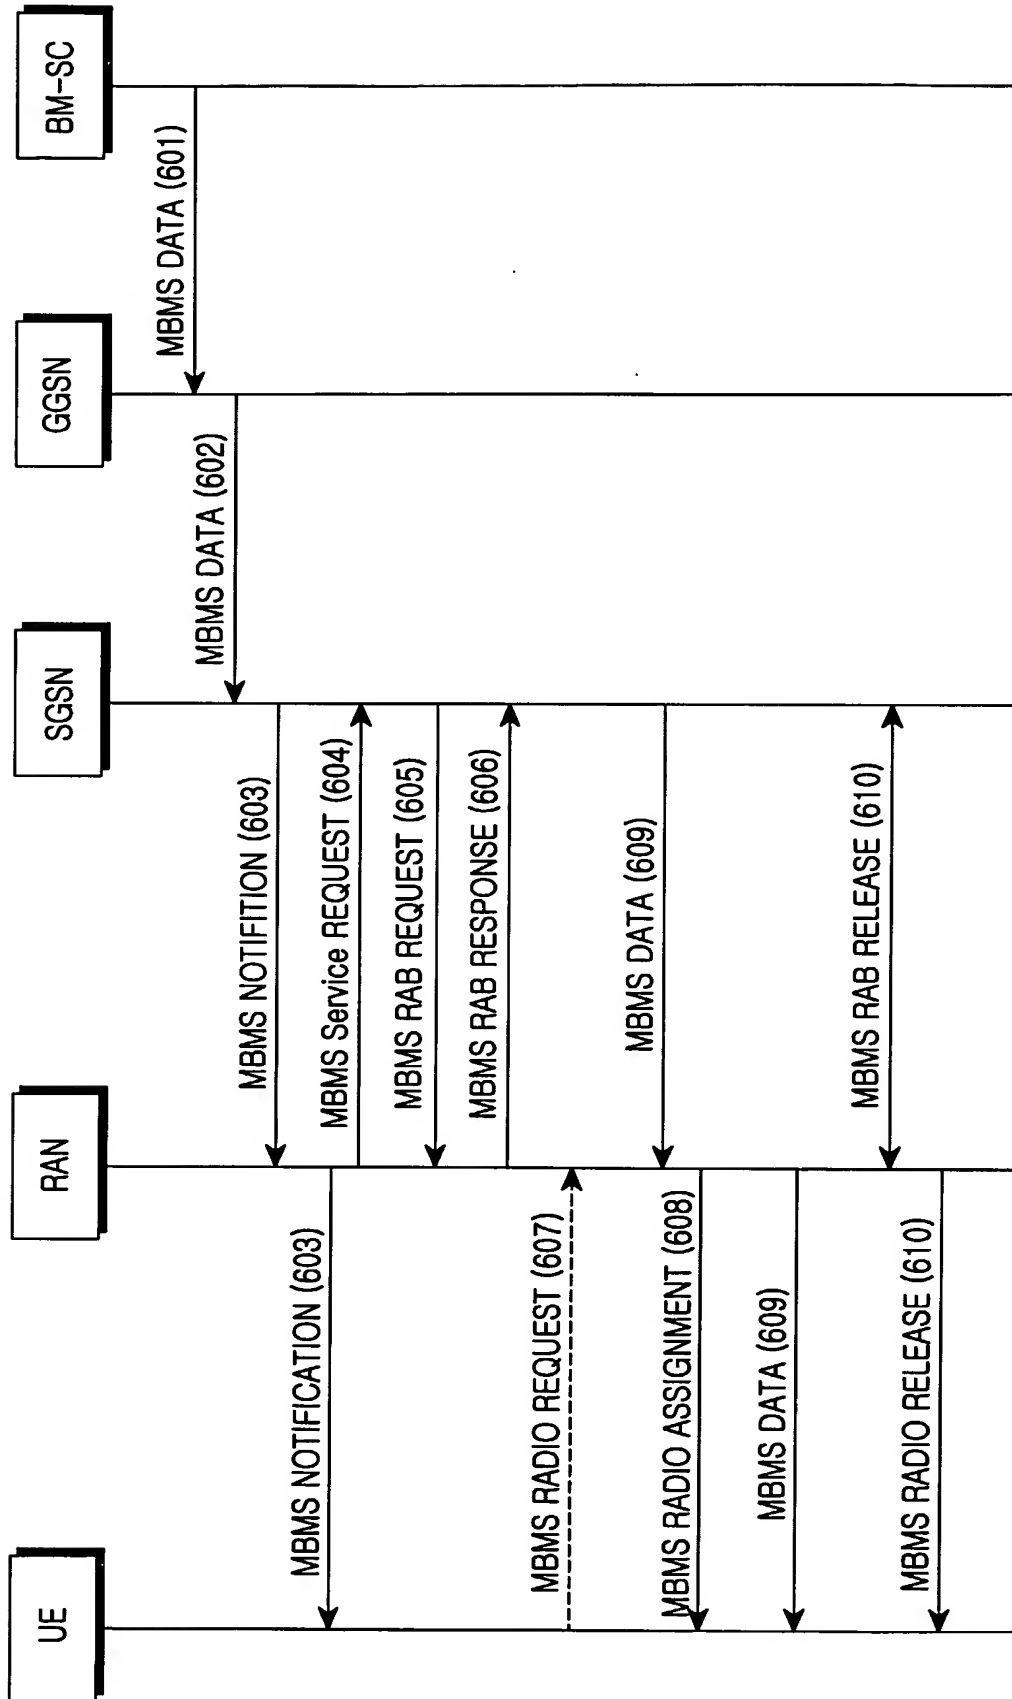 UE
RAN
SGSN
GGSN
BM-SC
MBMS DATA (601)
MBMS DATA (602)
MBMS NOTIFITION (603)
MBMS NOTIFICATION (603)
MBMS Service REQUEST (604)
MBMS RAB REQUEST (605)
MBMS RAB RESPONSE (606)
MBMS RADIO REQUEST (607)
MBMS DATA (609)
MBMS RADIO ASSIGNMENT (608)
MBMS DATA (609)
MBMS RAB RELEASE (610)
MBMS RADIO RELEASE (610)